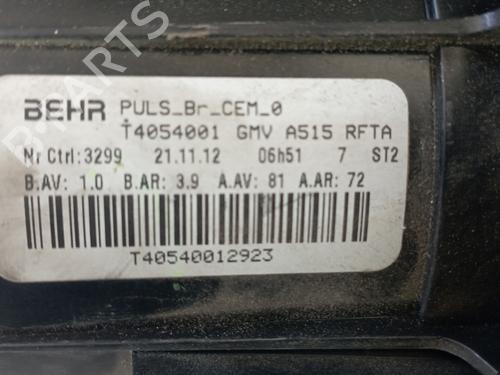 BEHR PULS_Br_CEM_0
T4054001 GMV A515 RFTA
Nr Ctrl:3299 21.11.12 06h51 7 ST2
B.AV: 1.0 B.AR: 3.9 A.AV: 81 A.AR: 72
T40540012923